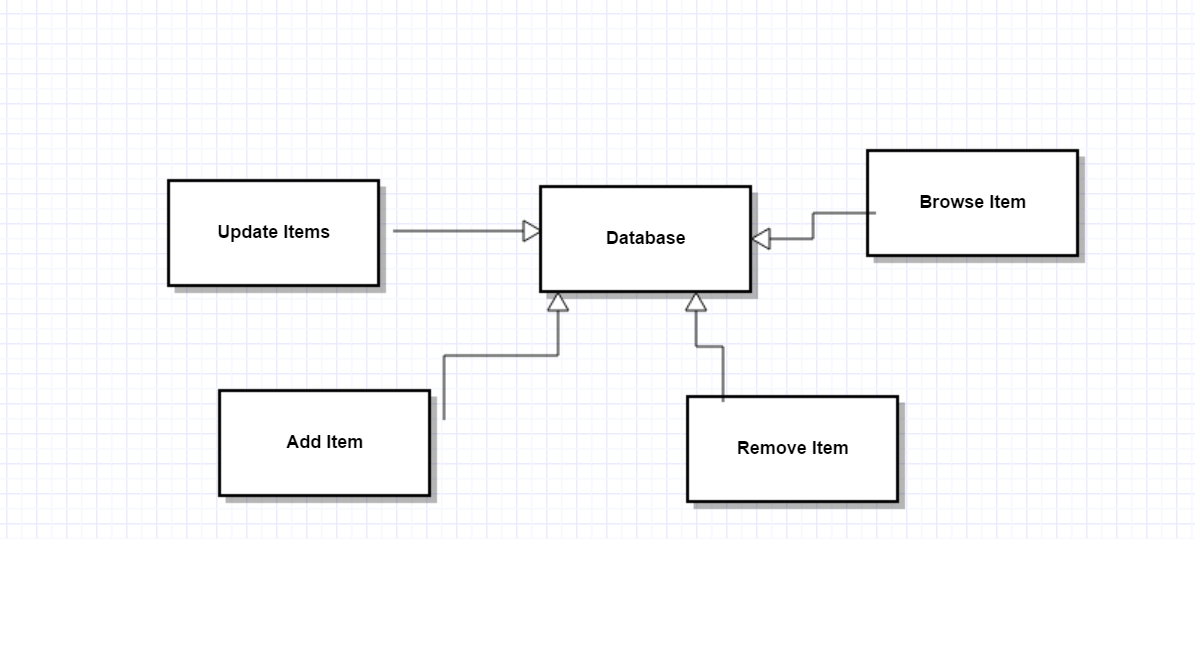 Browse Item
Update Items
Database
Add Item
Remove Item